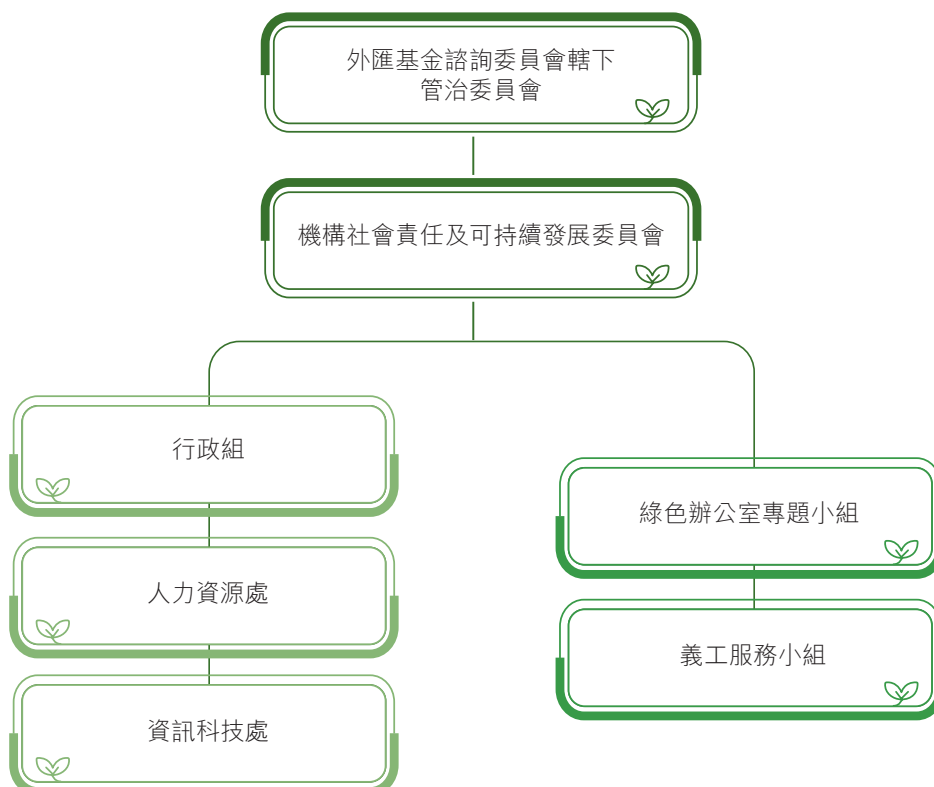 外匯基金諮詢委員會轄下
管治委員會
機構社會責任及可持續發展委員會
行政組
人力資源處
資訊科技處
綠色辦公室專題小組
義工服務小組